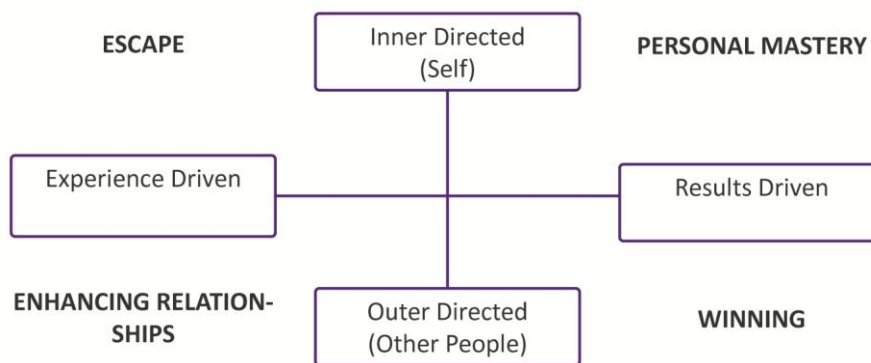 ESCAPE
Inner Directed
(Self)
PERSONAL MASTERY
Experience Driven
Results Driven
ENHANCING RELATION-
SHIPS
Outer Directed
(Other People)
WINNING